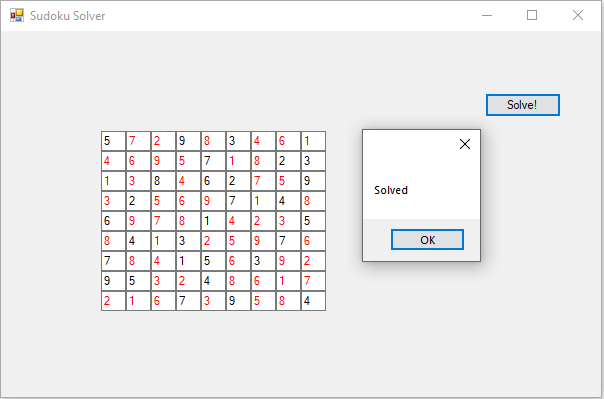 Sudoku Solver
Solve!
5 7 2 9 8 3 4 6 1
4 6 9 5 7 1 8 2 3
1 3 8 4 6 2 7 5 9
3 2 5 6 9 7 1 4 8
6 9 7 8 1 4 2 3 5
8 4 1 3 2 5 9 7 6
7 8 4 1 5 6 3 9 2
9 5 3 2 4 8 6 1 7
2 1 6 7 3 9 5 8 4
Solved
OK